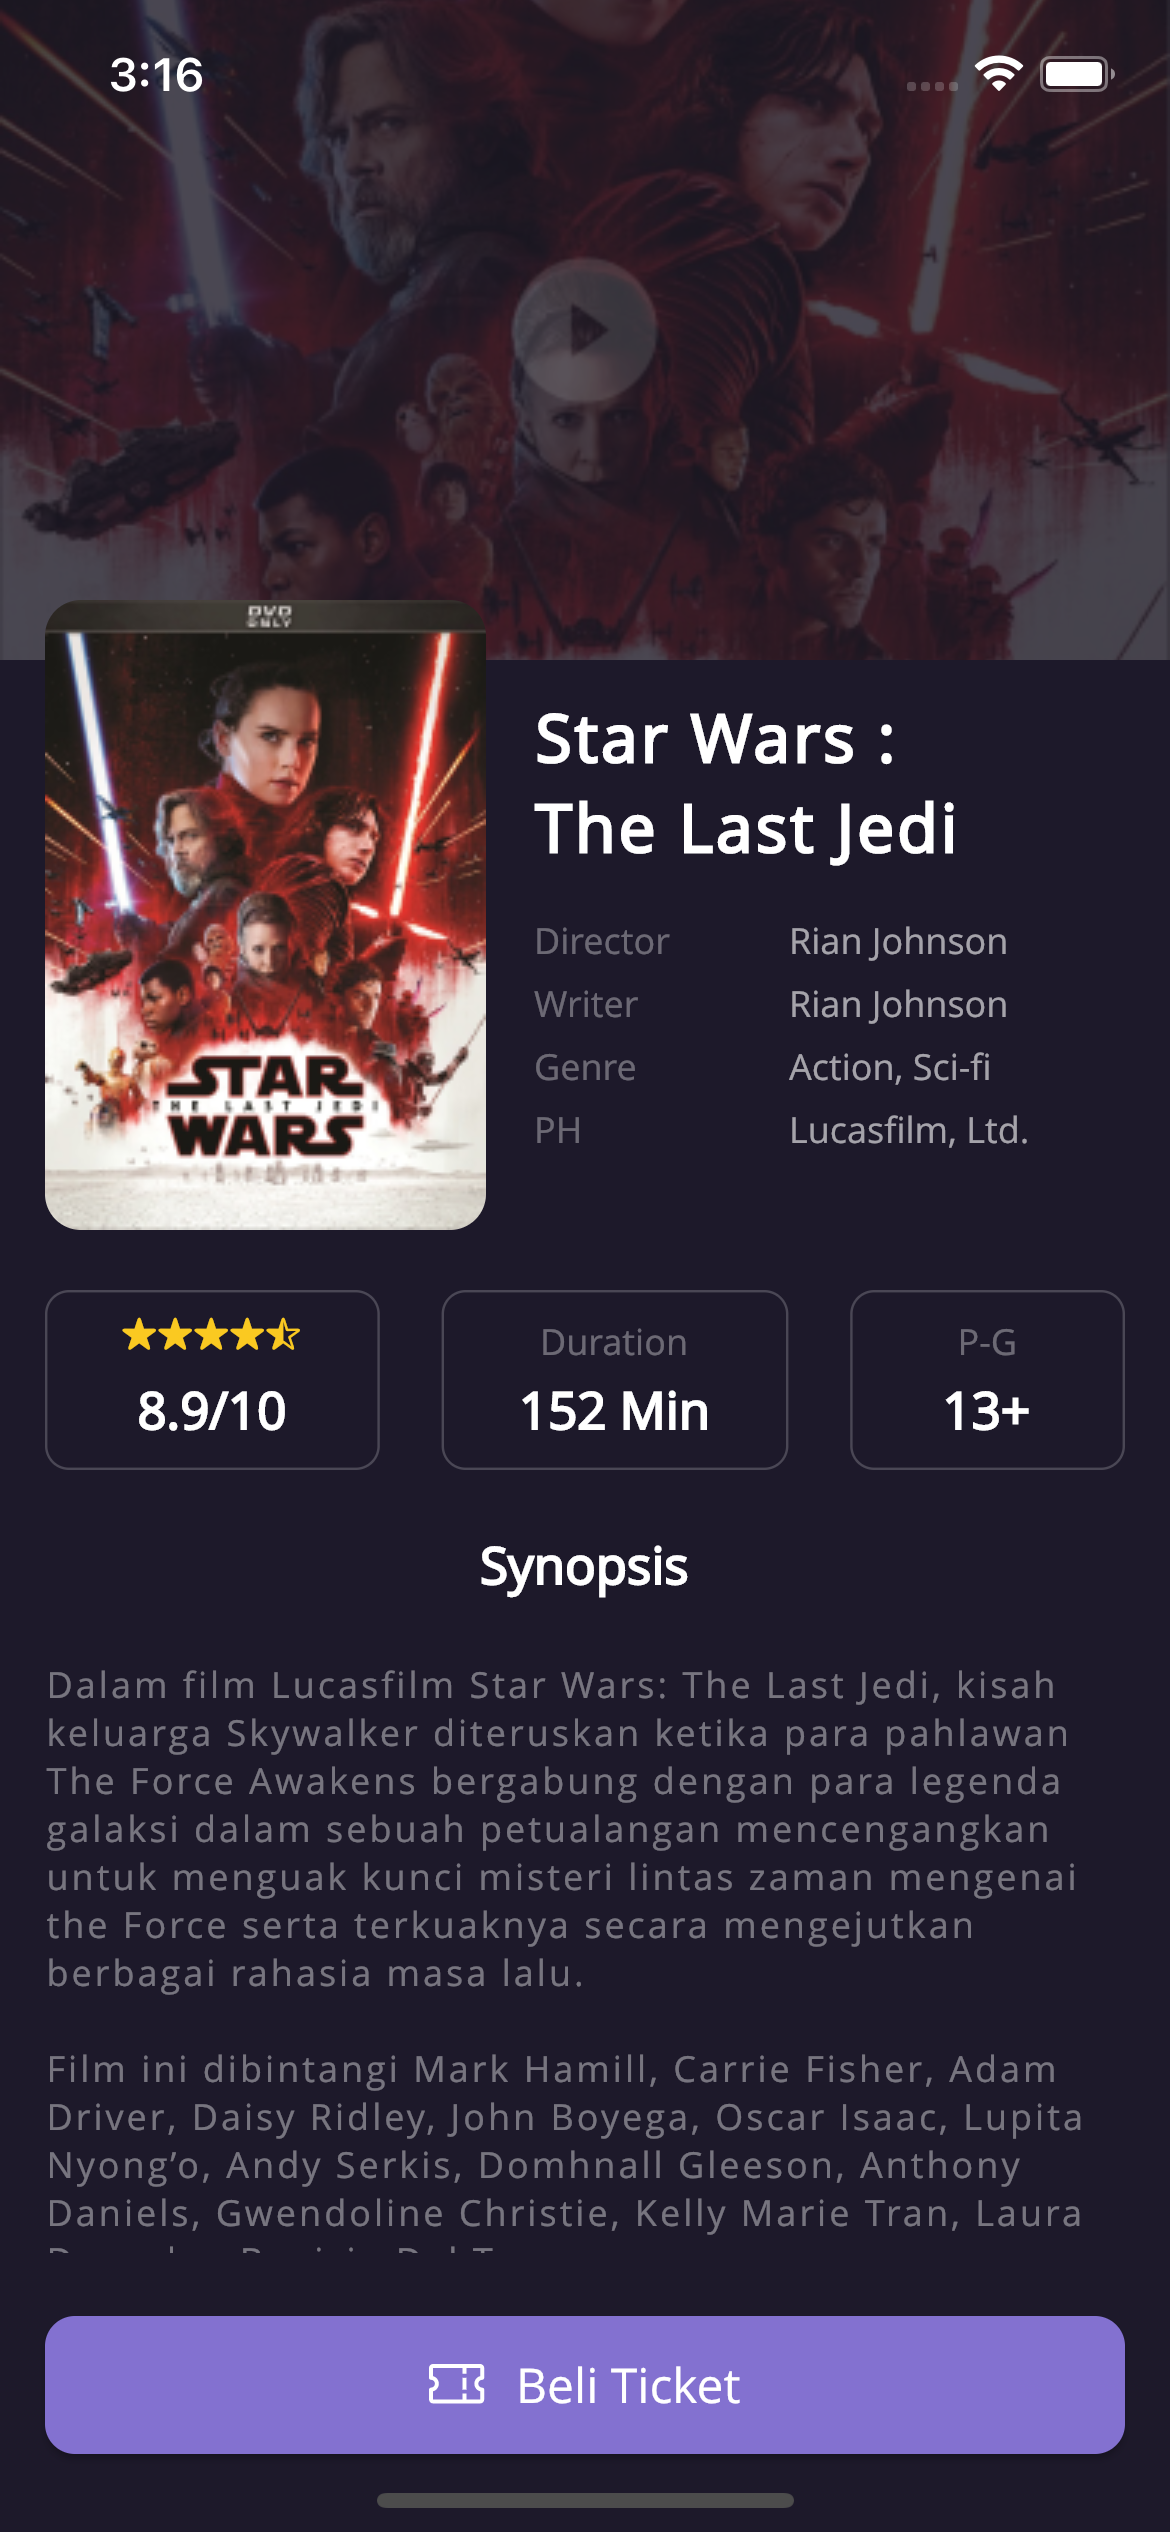 3:16
DVD
ONLY
STAR
THE LAST JEDI
WARS
Star Wars :
The Last Jedi
Director Rian Johnson
Writer Rian Johnson
Genre Action, Sci-fi
PH Lucasfilm, Ltd.
8.9/10
Duration
152 Min
P-G
13+
Synopsis
Dalam film Lucasfilm Star Wars: The Last Jedi, kisah
keluarga Skywalker diteruskan ketika para pahlawan
The Force Awakens bergabung dengan para legenda
galaksi dalam sebuah petualangan mencengangkan
untuk menguak kunci misteri lintas zaman mengenai
the Force serta terkuaknya secara mengejutkan
berbagai rahasia masa lalu.
Film ini dibintangi Mark Hamill, Carrie Fisher, Adam
Driver, Daisy Ridley, John Boyega, Oscar Isaac, Lupita
Nyong’o, Andy Serkis, Domhnall Gleeson, Anthony
Daniels, Gwendoline Christie, Kelly Marie Tran, Laura
Beli Ticket